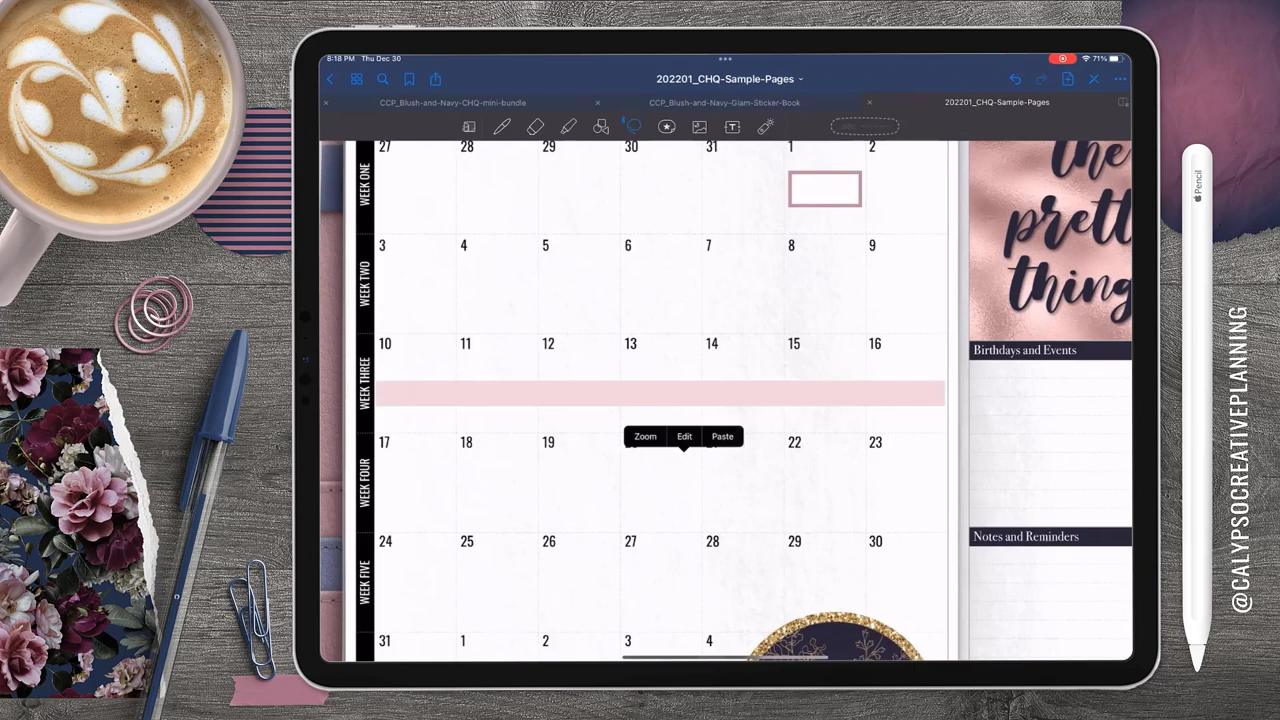 8:18 PM Thu Dec 30
71%
202201_CHQ-Sample-Pages
CCP_Blush-and-Navy-CHQ-mini-bundle
CCP_Blush-and-Navy-Glam-Sticker-Book
202201_CHQ-Sample-Pages
WEEK ONE
27 28 29 30 31 1 2
WEEK TWO
3 4 5 6 7 8 9
WEEK THREE
10 11 12 13 14 15 16
Zoom Edit Paste
WEEK FOUR
17 18 19 22 23
WEEK FIVE
24 25 26 27 28 29 30
31 1 2 3 4
the
prett
thing
Birthdays and Events
Notes and Reminders
Pencil
@CALYPSOCREATIVEPLANNING